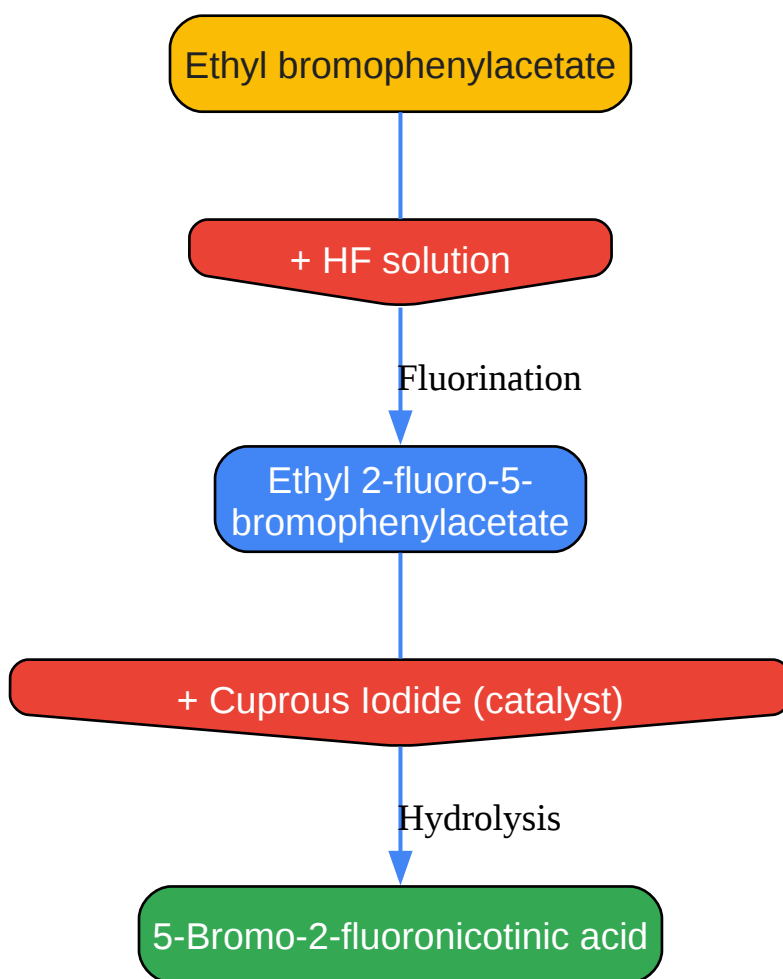 Ethyl bromophenylacetate
+ HF solution
Fluorination
Ethyl 2-fluoro-5-
bromophenylacetate
+ Cuprous Iodide (catalyst)
Hydrolysis
5-Bromo-2-fluoronicotinic acid